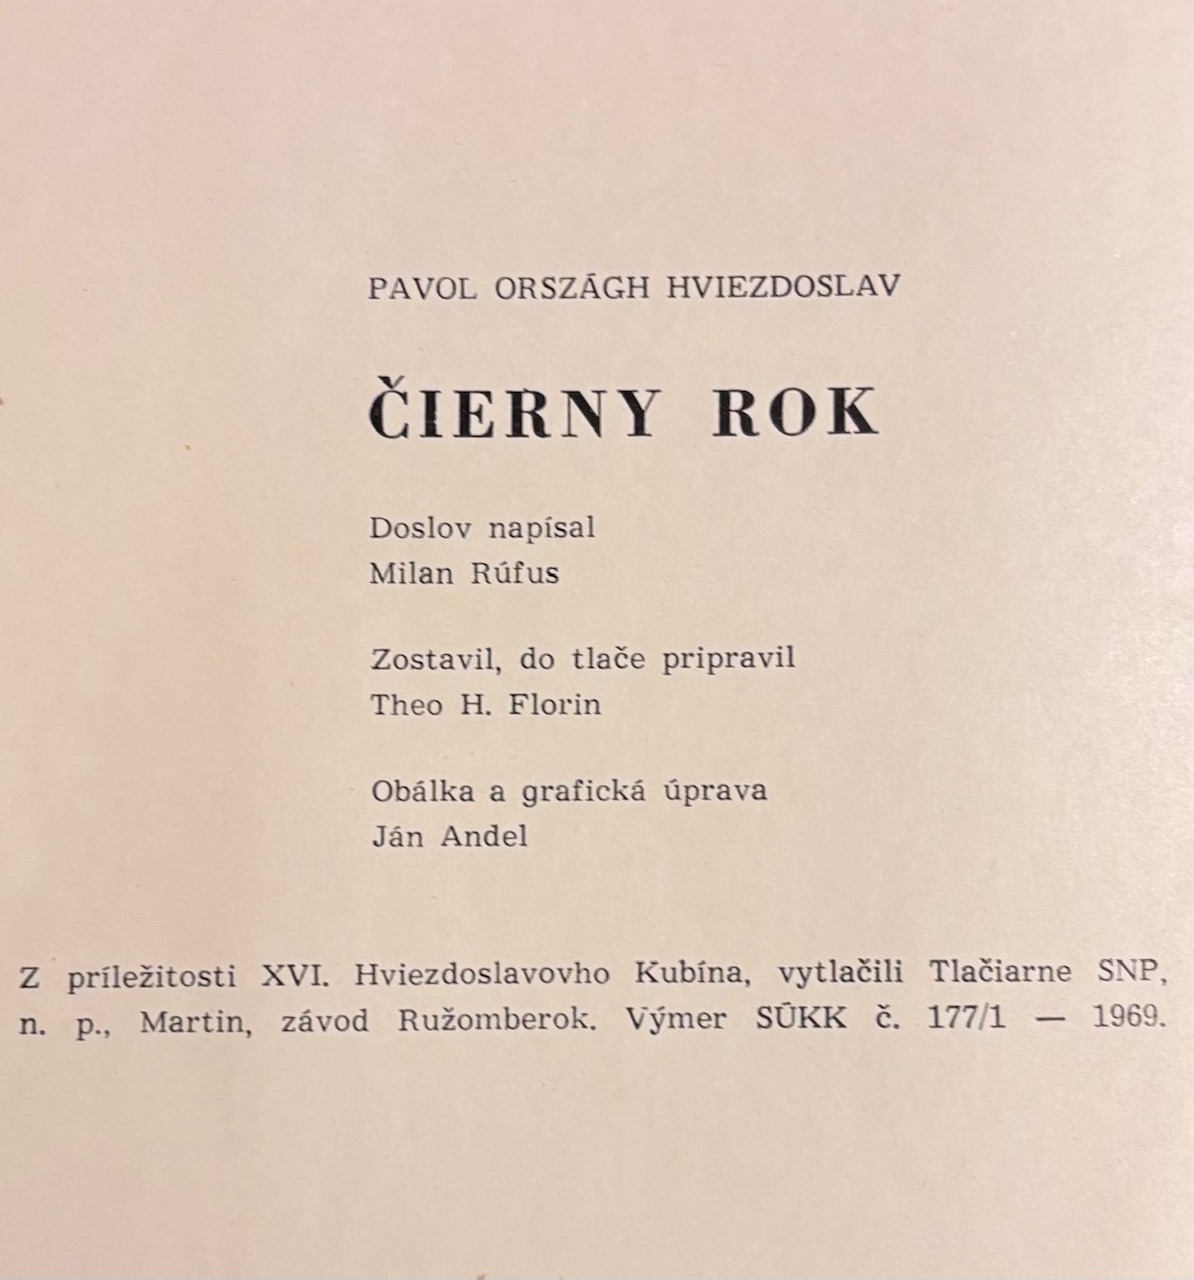 PAVOL ORSZÁGH HVIEZDOSLAV
ČIERNY ROK
Doslov napísal
Milan Rúfus
Zostavil, do tlače pripravil
Theo H. Florin
Obálka a grafická úprava
Ján Andel
Z príležitosti XVI. Hviezdoslavovho Kubína, vytlačili Tlačiarne SNP,
n. p., Martin, závod Ružomberok. Výmer SÚKK č. 177/1 — 1969.